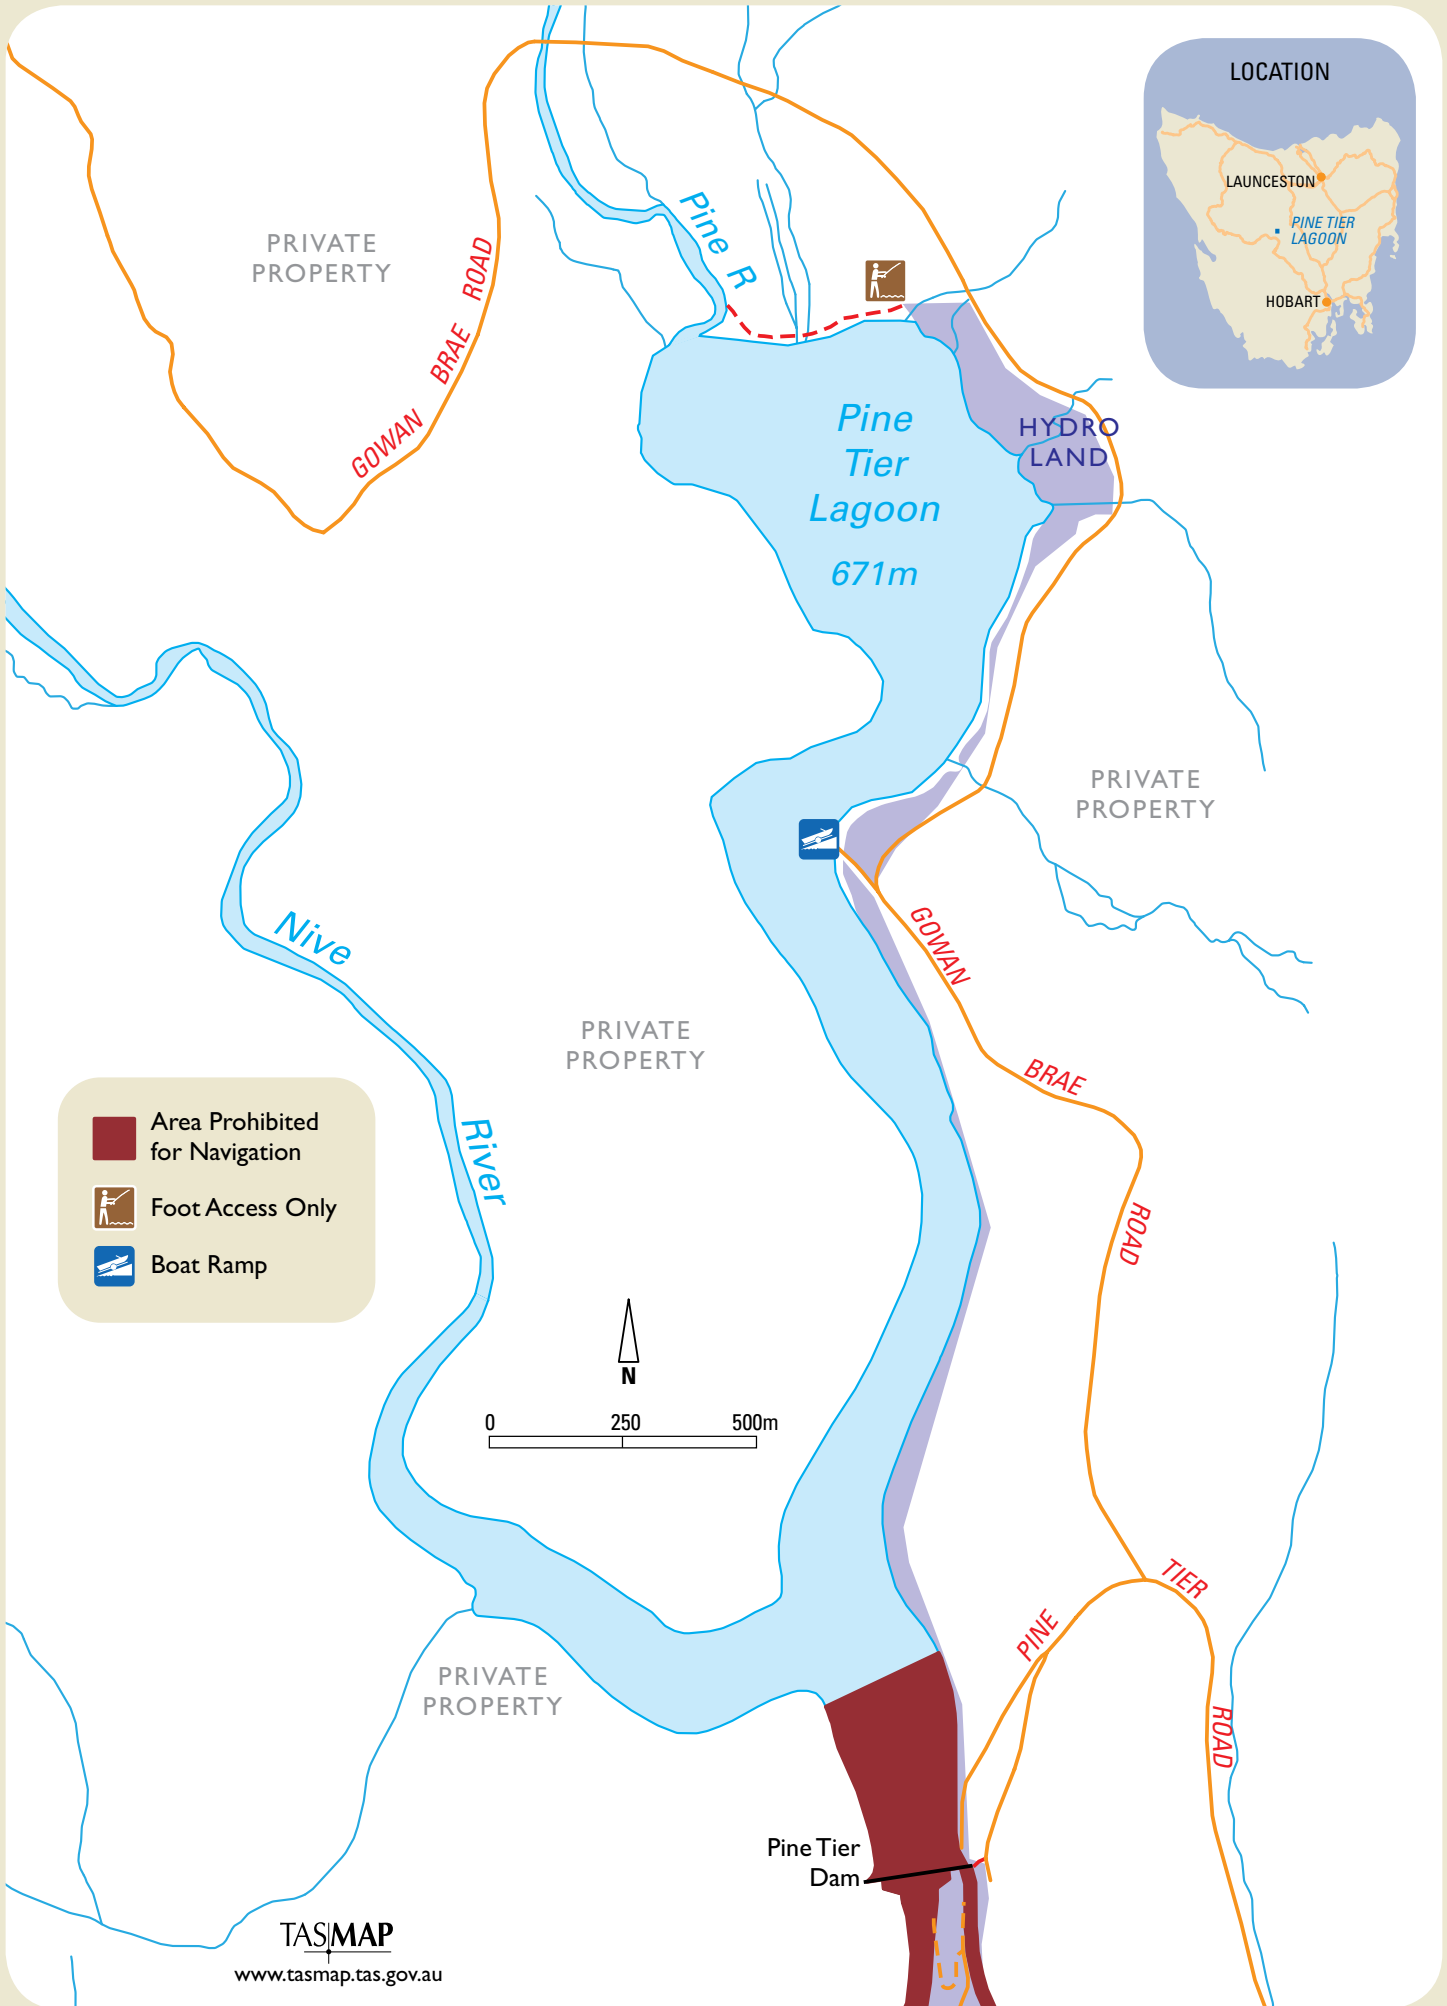 LOCATION
LAUNCESTON
PINE TIER
LAGOON
HOBART
Pine R
PRIVATE
PROPERTY
GOWAN BRAE ROAD
Pine
Tier
Lagoon
671m
HYDRO
LAND
PRIVATE
PROPERTY
Nive River
PRIVATE
PROPERTY
GOWAN BRAE ROAD
Area Prohibited
for Navigation
Foot Access Only
Boat Ramp
N
0 250 500m
PINE TIER ROAD
PRIVATE
PROPERTY
Pine Tier
Dam
TASMAP
www.tasmap.tas.gov.au